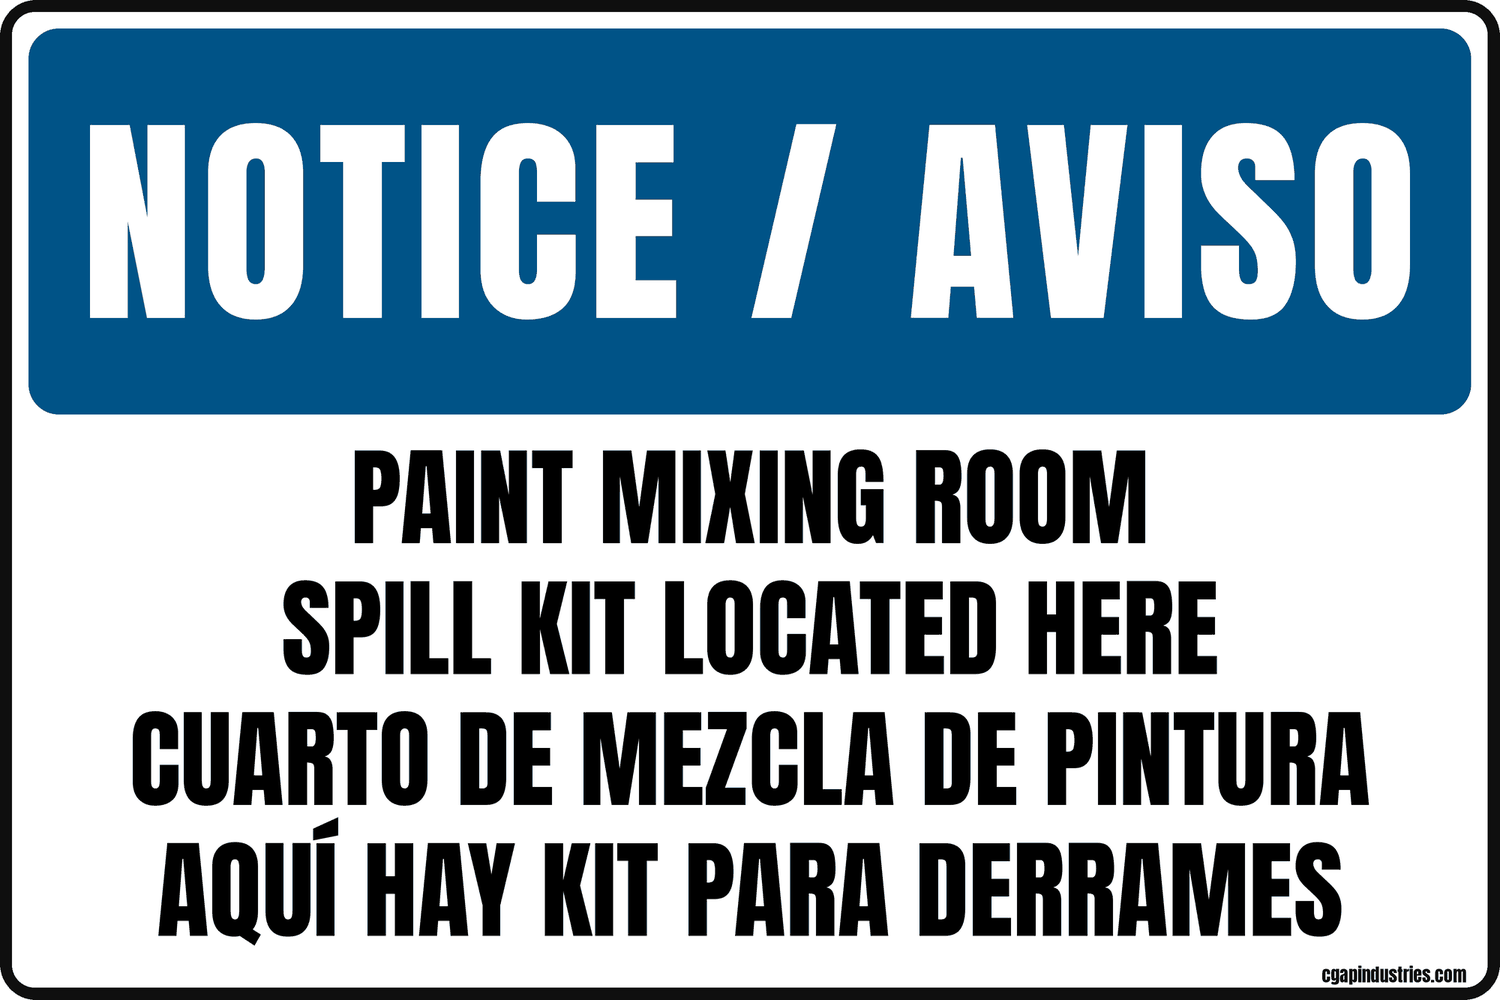 NOTICE / AVISO
PAINT MIXING ROOM
SPILL KIT LOCATED HERE
CUARTO DE MEZCLA DE PINTURA
AQUÍ HAY KIT PARA DERRAMES
cgapindustries.com